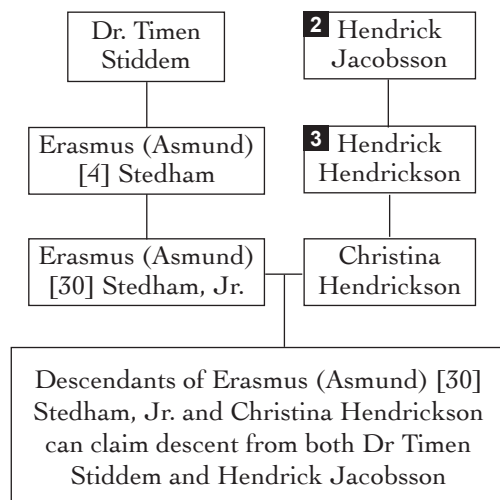 Dr. Timen
Stiddem
2 Hendrick
Jacobsson
Erasmus (Asmund)
[4] Stedham
3 Hendrick
Hendrickson
Erasmus (Asmund)
[30] Stedham, Jr.
Christina
Hendrickson
Descendants of Erasmus (Asmund) [30]
Stedham, Jr. and Christina Hendrickson
can claim descent from both Dr Timen
Stiddem and Hendrick Jacobsson